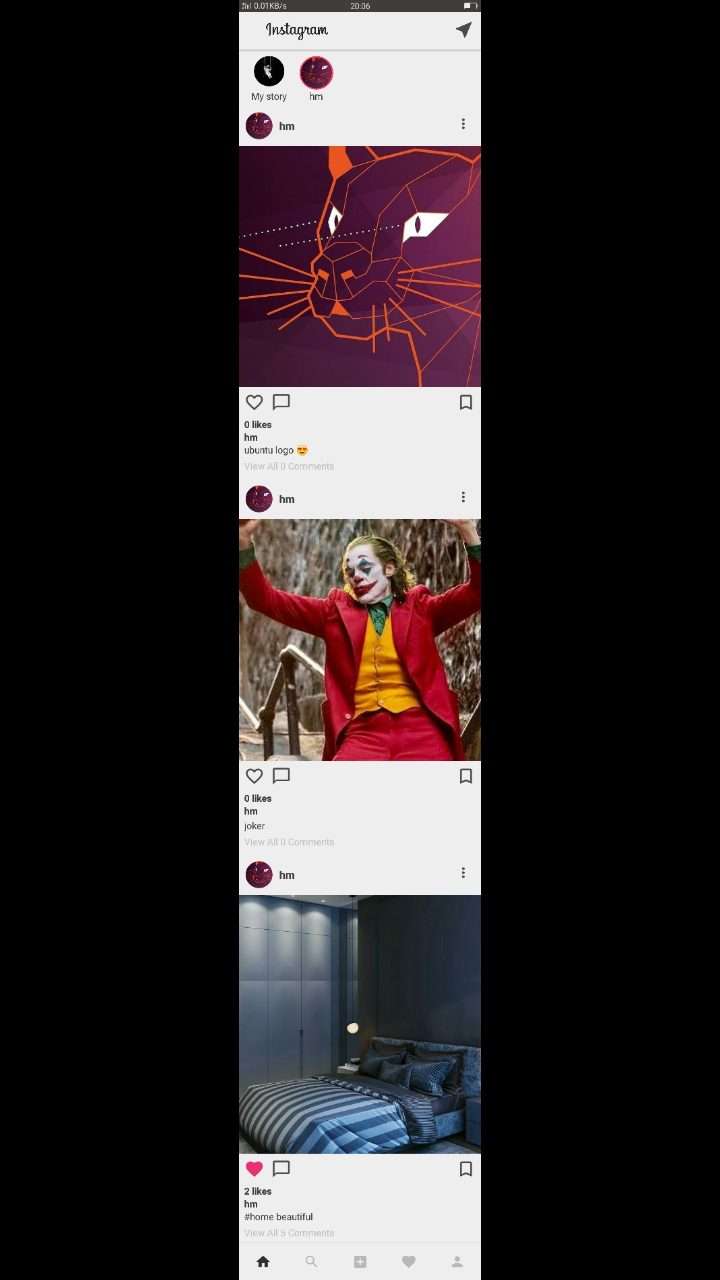 0.01KB/s
20:06
Instagram
My story
hm
hm
0 likes
hm
ubuntu logo 😍
View All 0 Comments
hm
0 likes
hm
joker
View All 0 Comments
hm
2 likes
hm
#home beautiful
View All 5 Comments